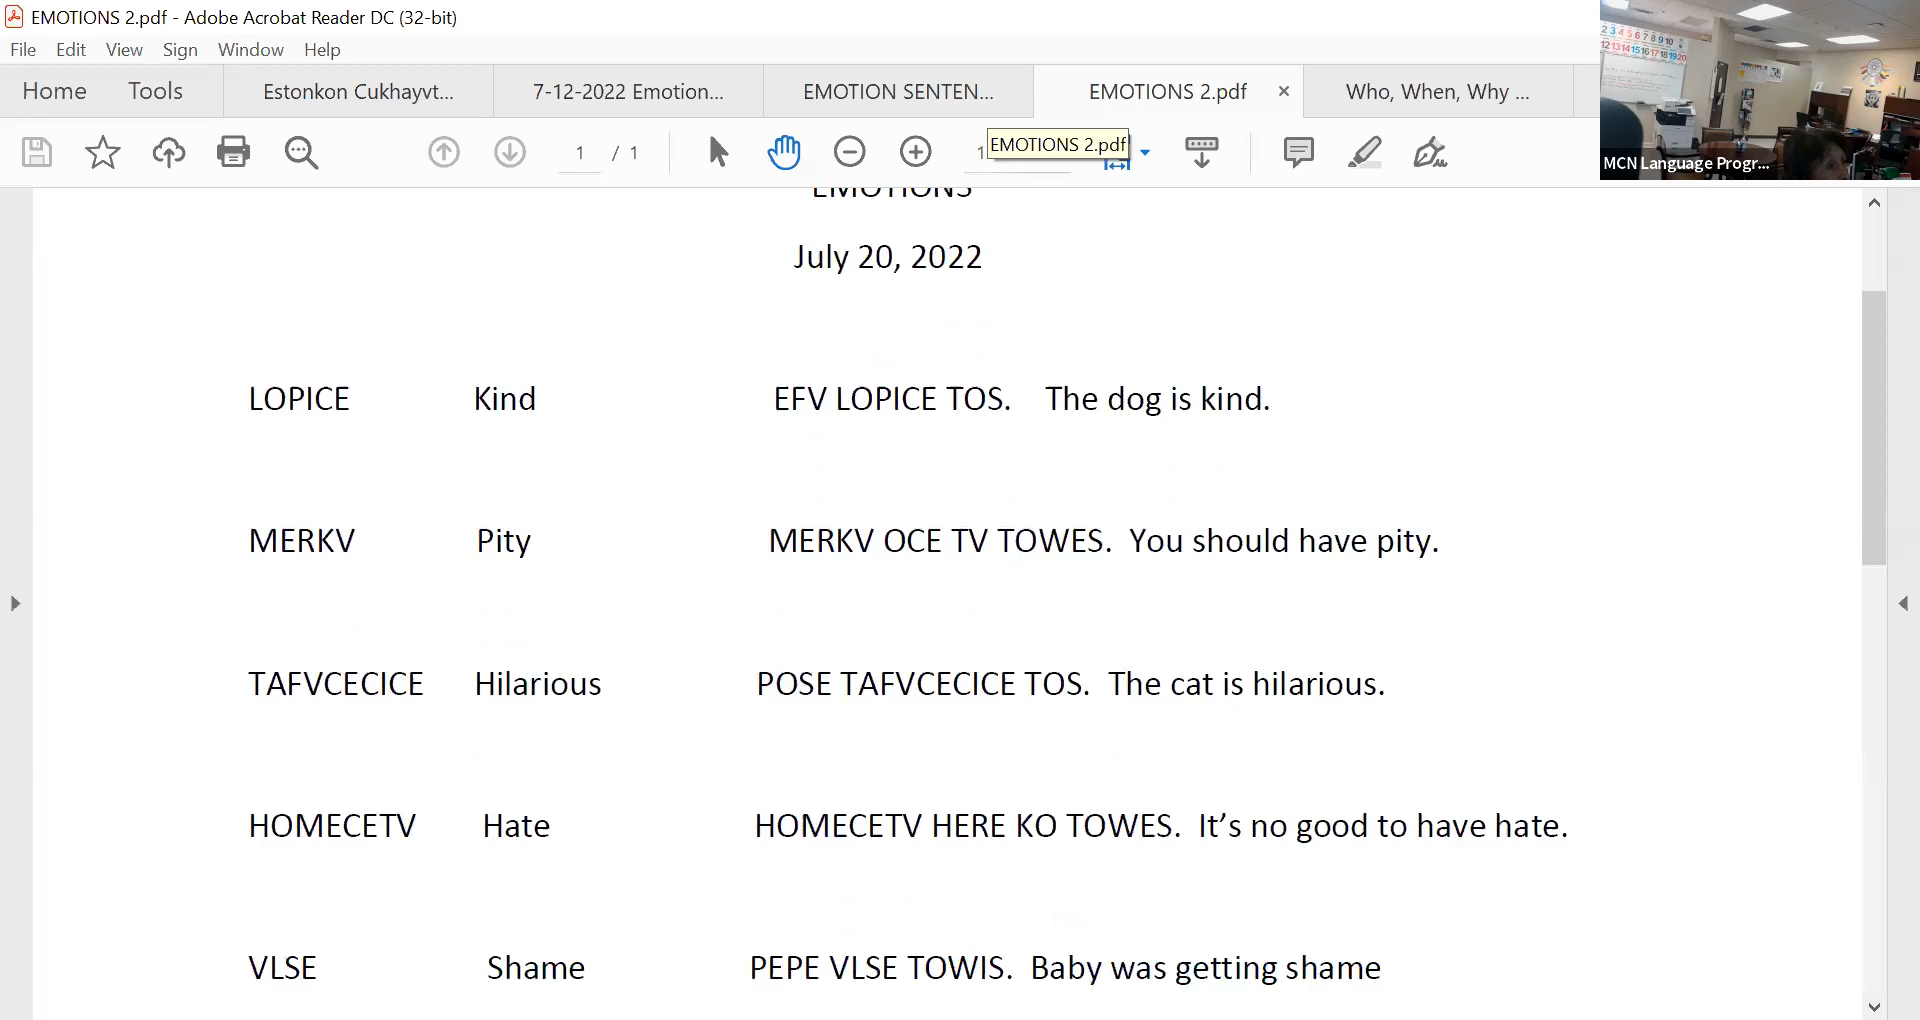 EMOTIONS 2.pdf - Adobe Acrobat Reader DC (32-bit)
File Edit View Sign Window Help
Home Tools Estonkon Cukhayvt... 7-12-2022 Emotion... EMOTION SENTEN... EMOTIONS 2.pdf × Who, When, Why ...
1 / 1 1 EMOTIONS 2.pdf
MCN Language Progr...
EMOTIONS
July 20, 2022
LOPICE Kind EFV LOPICE TOS. The dog is kind.
MERKV Pity MERKV OCE TV TOWES. You should have pity.
TAFVCECICE Hilarious POSE TAFVCECICE TOS. The cat is hilarious.
HOMECETV Hate HOMECETV HERE KO TOWES. It’s no good to have hate.
VLSE Shame PEPE VLSE TOWIS. Baby was getting shame